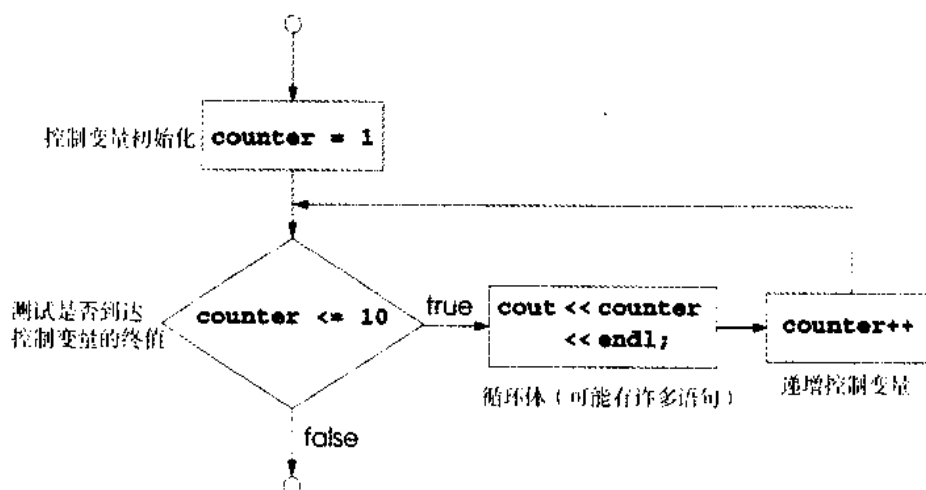 控制变量初始化
counter = 1
测试是否到达
控制变量的终值
counter <= 10
true
cout << counter
<< endl;
counter++
循环体（可能有许多语句）
递增控制变量
false